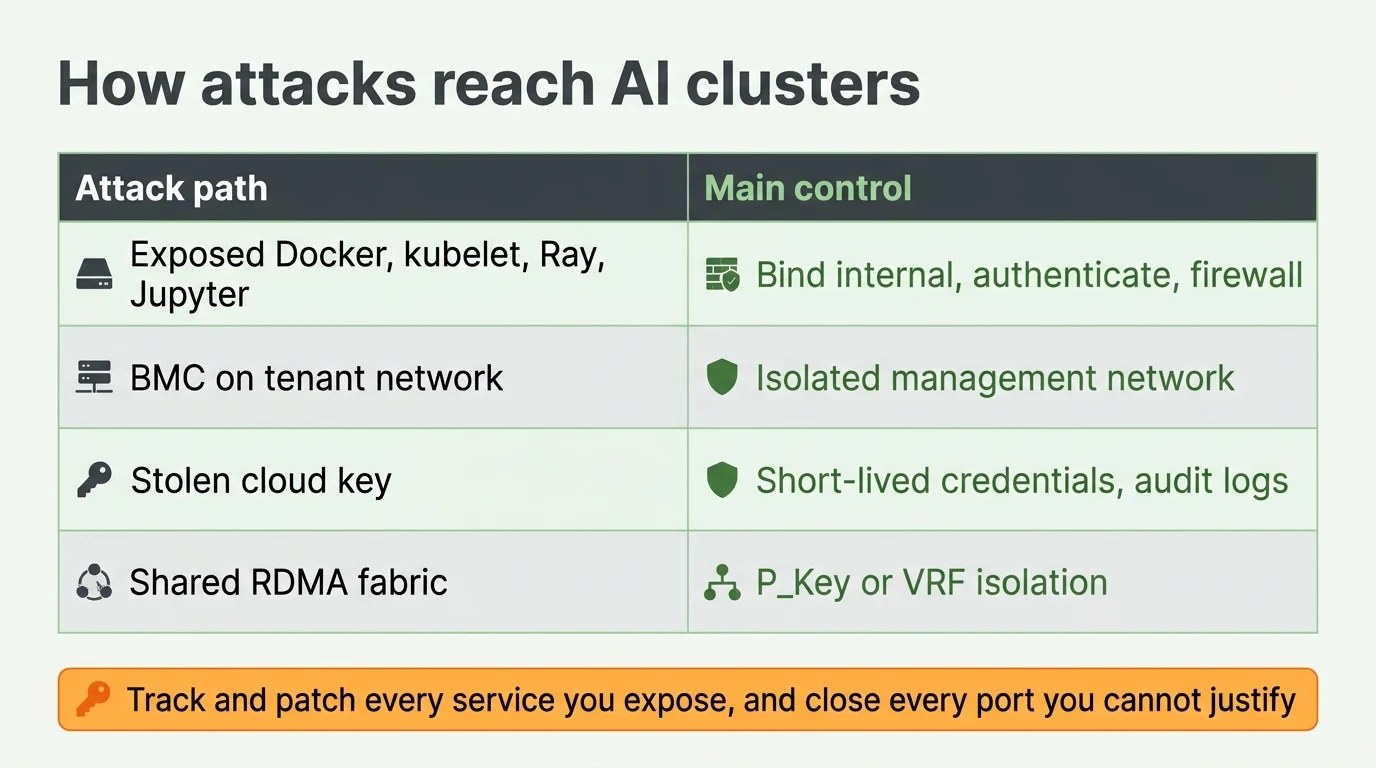 How attacks reach AI clusters
Attack path
Main control
Exposed Docker, kubelet, Ray,
Jupyter
Bind internal, authenticate, firewall
BMC on tenant network
Isolated management network
Stolen cloud key
Short-lived credentials, audit logs
Shared RDMA fabric
P_Key or VRF isolation
Track and patch every service you expose, and close every port you cannot justify